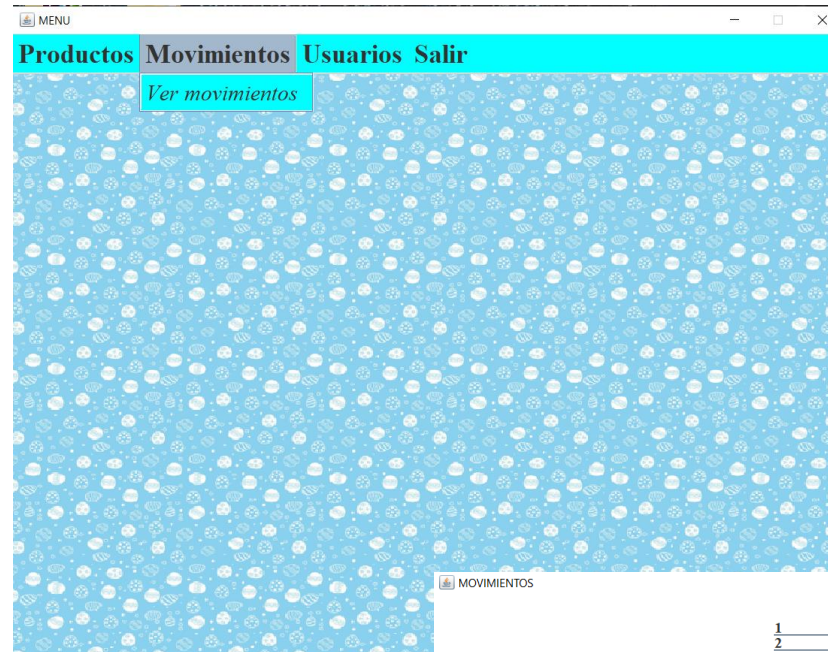 MENU
Productos Movimientos Usuarios Salir
Ver movimientos
MOVIMIENTOS
1
2